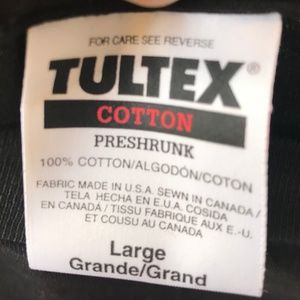 FOR CARE SEE REVERSE
TULTEX®
COTTON
PRESHRUNK
100% COTTON/ALGODÓN/COTON
FABRIC MADE IN U.S.A. SEWN IN CANADA /
TELA HECHA EN E.U.A. COSIDA
EN CANADA / TISSU FABRIQUE AUX E.-U.
ET COUSU AU CANADA
Large
Grande/Grand